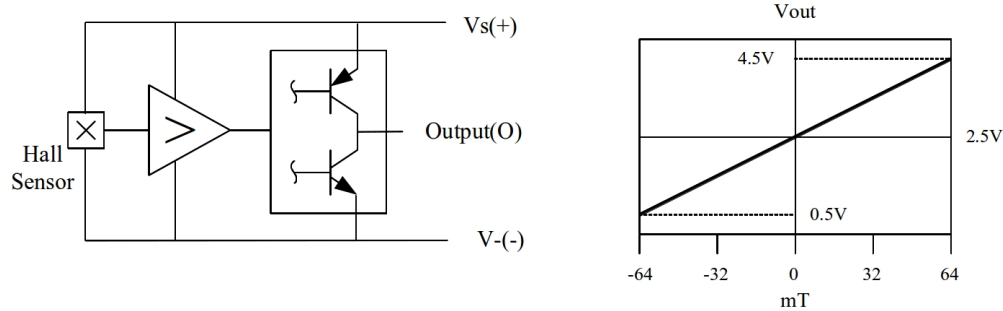 Vs(+)
Hall
Sensor
>
Output(O)
V-(-)
Vout
4.5V
2.5V
0.5V
-64
-32
0
32
64
mT